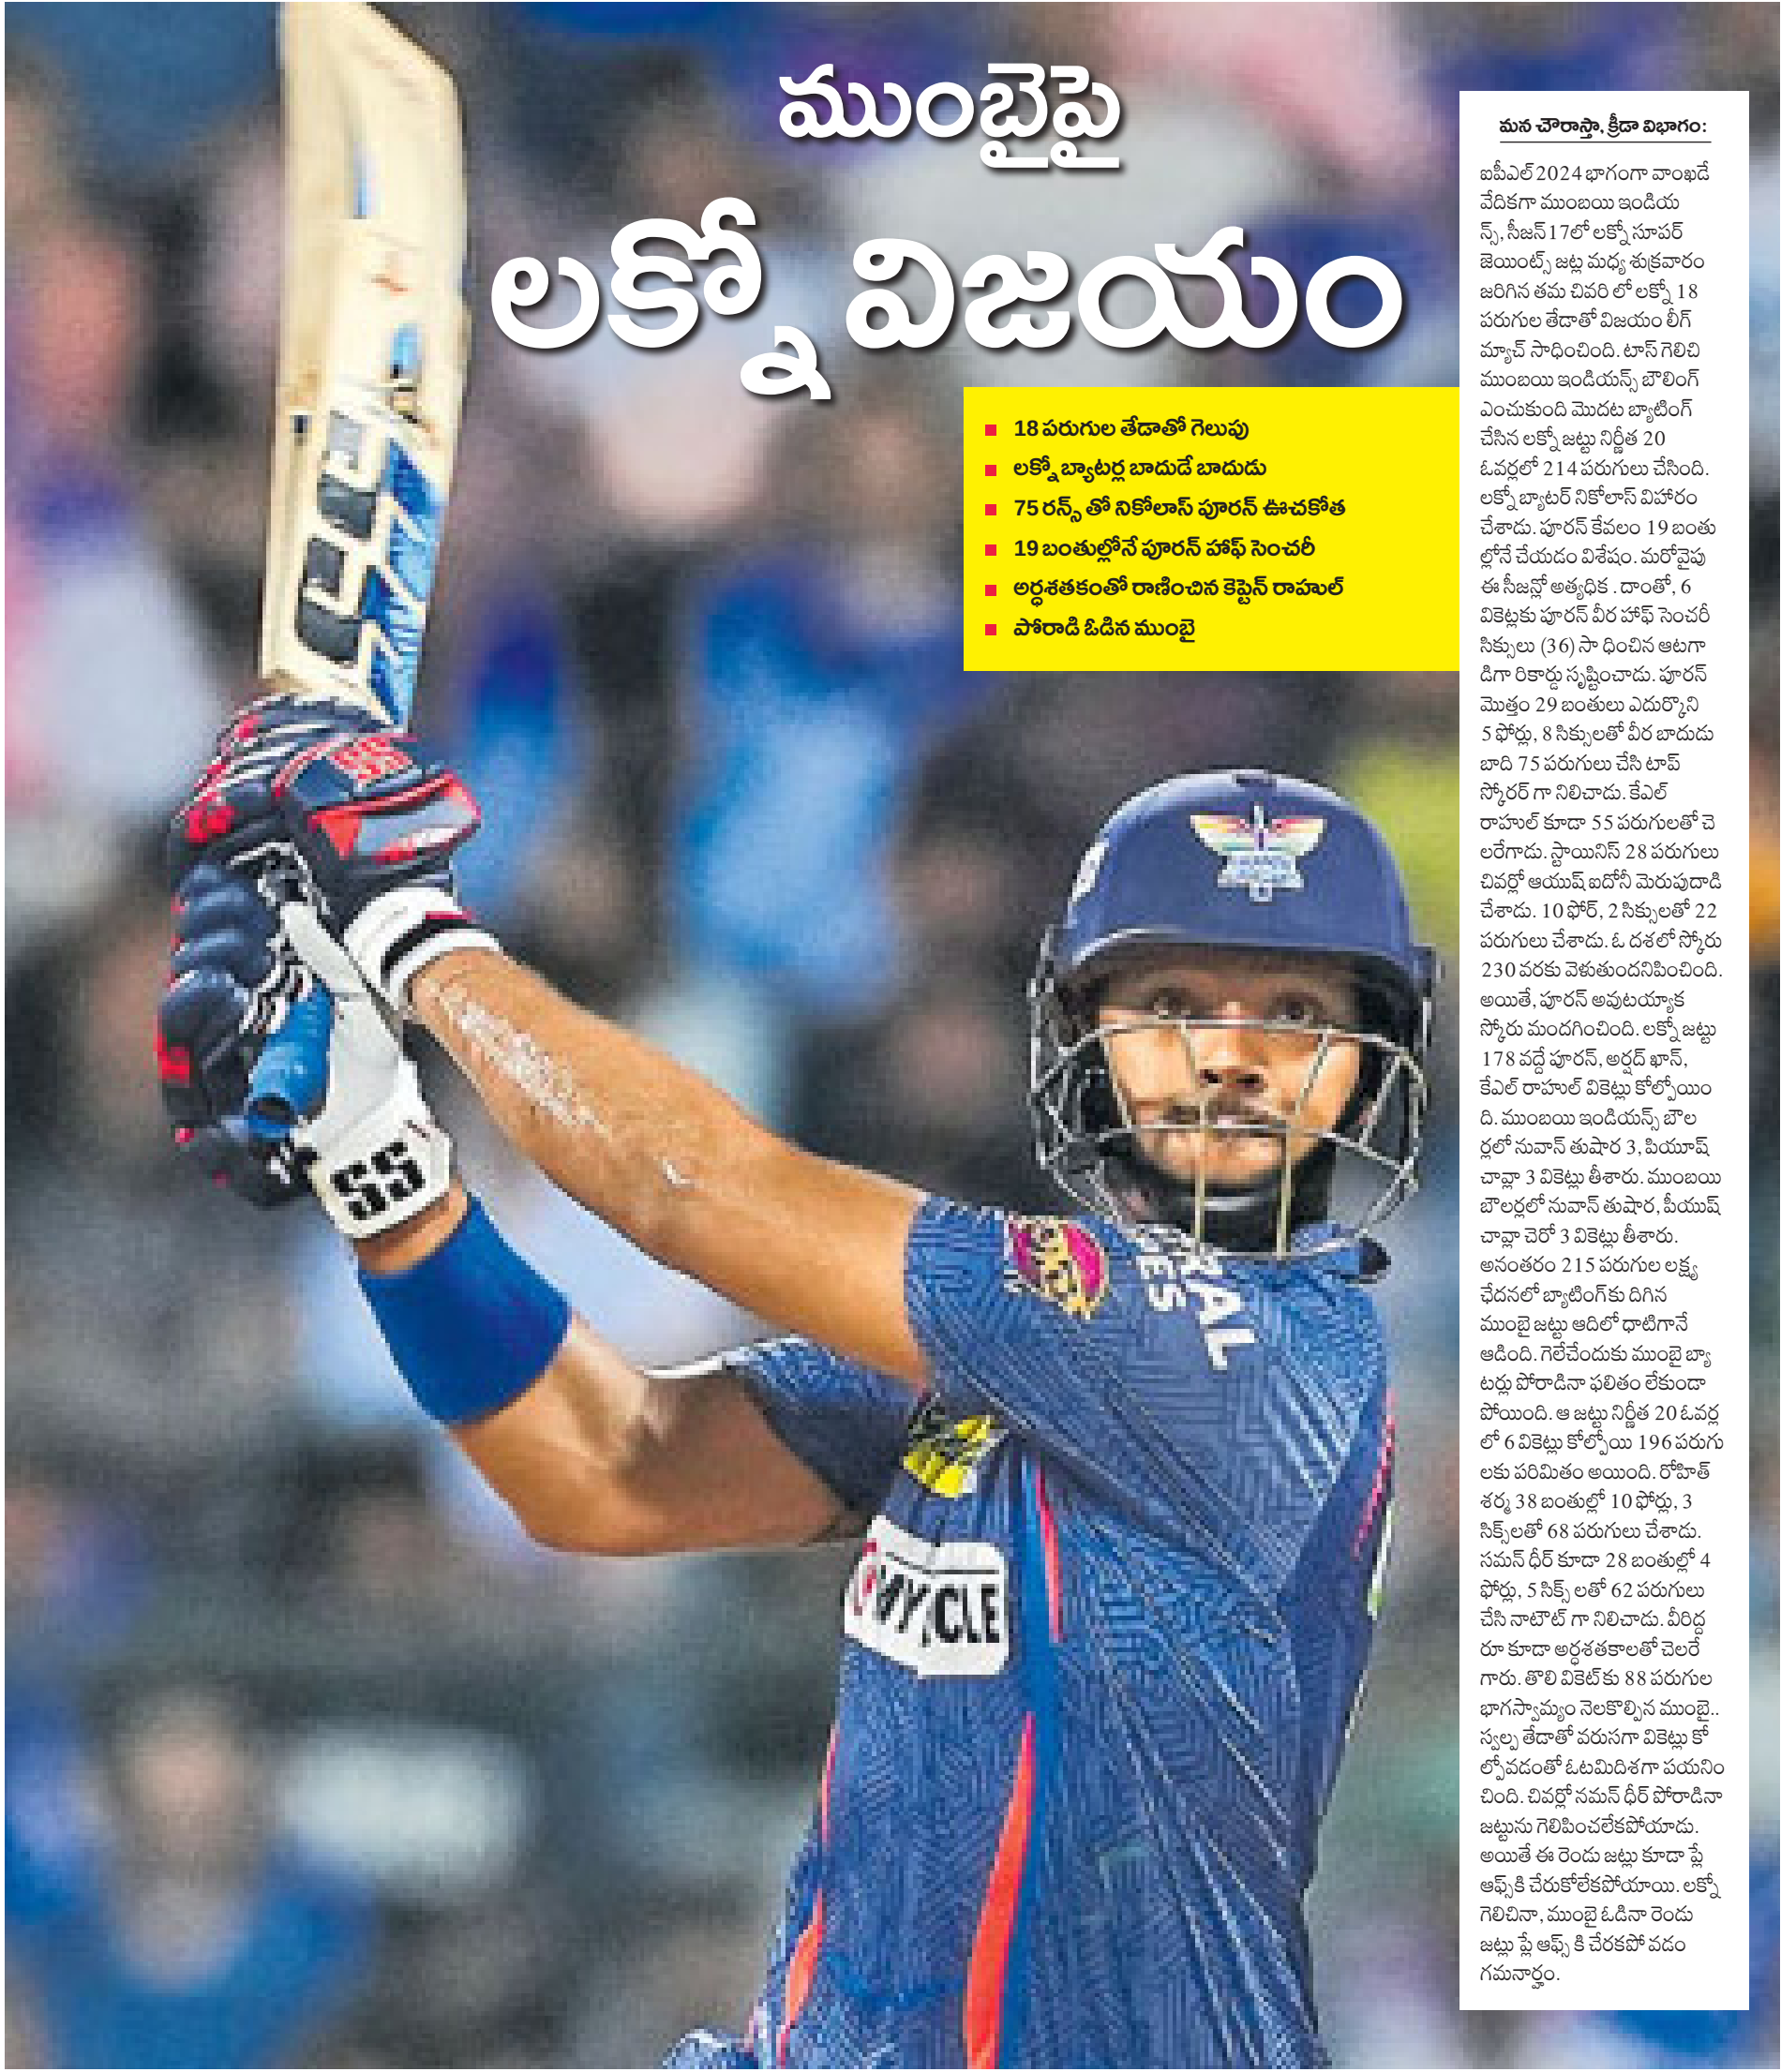 ముంబైపై
లక్నో విజయం
18 పరుగుల తేడాతో గెలుపు
లక్నో బ్యాటర్ల బాదుడే బాదుడు
75 రన్స్ తో నికోలాస్ పూరన్ ఊచకోత
19 బంతుల్లోనే పూరన్ హాఫ్ సెంచరీ
అర్ధశతకంతో రాణించిన కెప్టెన్ రాహుల్
పోరాడి ఓడిన ముంబై
మన చౌరాస్తా, క్రీడా విభాగం:
ఐపీఎల్ 2024 భాగంగా వాంఖడే
వేదికగా ముంబయి ఇండియ
న్స్, సీజన్ 17లో లక్నో సూపర్
జెయింట్స్ జట్ల మధ్య శుక్రవారం
జరిగిన తమ చివరి లో లక్నో 18
పరుగుల తేడాతో విజయం లీగ్
మ్యాచ్ సాధించింది. టాస్ గెలిచి
ముంబయి ఇండియన్స్ బౌలింగ్
ఎంచుకుంది మొదట బ్యాటింగ్
చేసిన లక్నో జట్టు నిర్ణీత 20
ఓవర్లలో 214 పరుగులు చేసింది.
లక్నో బ్యాటర్ నికోలాస్ విహారం
చేశాడు. పూరన్ కేవలం 19 బంతు
ల్లోనే చేయడం విశేషం. మరోవైపు
ఈ సీజన్లో అత్యధిక . దాంతో, 6
వికెట్లకు పూరన్ వీర హాఫ్ సెంచరీ
సిక్సులు (36) సా ధించిన ఆటగా
డిగా రికార్డు సృష్టించాడు. పూరన్
మొత్తం 29 బంతులు ఎదుర్కొని
5 ఫోర్లు, 8 సిక్సులతో వీర బాదుడు
బాది 75 పరుగులు చేసి టాప్
స్కోరర్ గా నిలిచాడు. కేఎల్
రాహుల్ కూడా 55 పరుగులతో చె
లరేగాడు. స్టాయినిస్ 28 పరుగులు
చివర్లో ఆయుష్ ఐదోనీ మెరుపుదాడి
చేశాడు. 10 ఫోర్, 2 సిక్సులతో 22
పరుగులు చేశాడు. ఓ దశలో స్కోరు
230 వరకు వెళుతుందనిపించింది.
అయితే, పూరన్ అవుటయ్యాక
స్కోరు మందగించింది. లక్నో జట్టు
178 వద్దే పూరన్, అర్షద్ ఖాన్,
కేఎల్ రాహుల్ వికెట్లు కోల్పోయిం
ది. ముంబయి ఇండియన్స్ బౌల
ర్లలో నువాన్ తుషార 3, పియూష్
చావ్లా 3 వికెట్లు తీశారు. ముంబయి
బౌలర్లలో నువాన్ తుషార, పీయుష్
చావ్లా చెరో 3 వికెట్లు తీశారు.
అనంతరం 215 పరుగుల లక్ష్య
ఛేదనలో బ్యాటింగ్‌కు దిగిన
ముంబై జట్టు ఆదిలో ధాటిగానే
ఆడింది. గెలిచేందుకు ముంబై బ్యా
టర్లు పోరాడినా ఫలితం లేకుండా
పోయింది. ఆ జట్టు నిర్ణీత 20 ఓవర్ల
లో 6 వికెట్లు కోల్పోయి 196 పరుగు
లకు పరిమితం అయింది. రోహిత్
శర్మ 38 బంతుల్లో 10 ఫోర్లు, 3
సిక్స్‌లతో 68 పరుగులు చేశాడు.
సమన్ ధీర్ కూడా 28 బంతుల్లో 4
ఫోర్లు, 5 సిక్స్ లతో 62 పరుగులు
చేసి నాటౌట్ గా నిలిచాడు. వీరిద్ద
రూ కూడా అర్ధశతకాలతో చెలరే
గారు. తొలి వికెట్‌కు 88 పరుగుల
భాగస్వామ్యం నెలకొల్పిన ముంబై..
స్వల్ప తేడాతో వరుసగా వికెట్లు కో
ల్పోవడంతో ఓటమిదిశగా పయనిం
చింది. చివర్లో నమన్ ధీర్ పోరాడినా
జట్టును గెలిపించలేకపోయాడు.
అయితే ఈ రెండు జట్లు కూడా ప్లే
ఆఫ్స్‌కి చేరుకోలేకపోయాయి. లక్నో
గెలిచినా, ముంబై ఓడినా రెండు
జట్లు ప్లే ఆఫ్స్ కి చేరకపో వడం
గమనార్హం.
SS
MY CLE